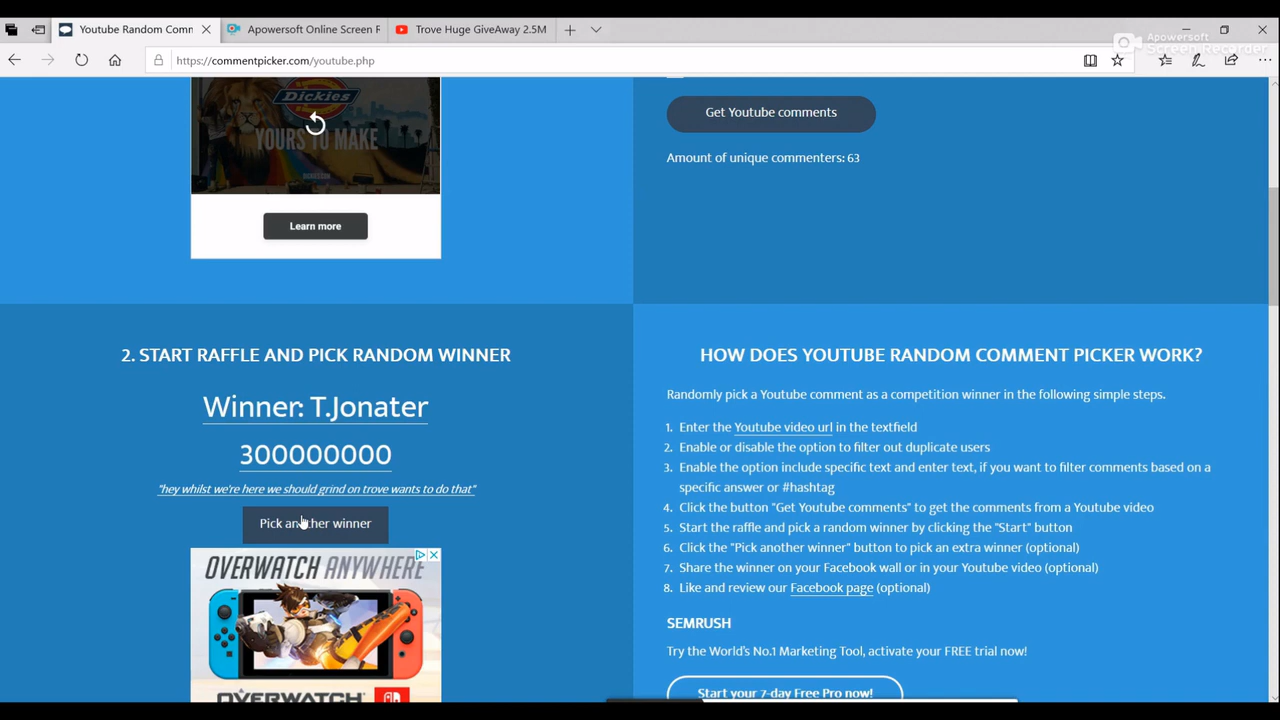 Youtube Random Comm
Apowersoft Online Screen R
Trove Huge GiveAway 2.5M
Apowersoft
Screen Recorder
https://commentpicker.com/youtube.php
Dickies
YOURS TO MAKE
Learn more
Get Youtube comments
Amount of unique commenters: 63
2. START RAFFLE AND PICK RANDOM WINNER
Winner: T.Jonater
300000000
"hey whilst we're here we should grind on trove wants to do that"
Pick another winner
OVERWATCH ANYWHERE
OVERWATCH
HOW DOES YOUTUBE RANDOM COMMENT PICKER WORK?
Randomly pick a Youtube comment as a competition winner in the following simple steps.
1. Enter the Youtube video url in the textfield
2. Enable or disable the option to filter out duplicate users
3. Enable the option include specific text and enter text, if you want to filter comments based on a
specific answer or #hashtag
4. Click the button "Get Youtube comments" to get the comments from a Youtube video
5. Start the raffle and pick a random winner by clicking the "Start" button
6. Click the "Pick another winner" button to pick an extra winner (optional)
7. Share the winner on your Facebook wall or in your Youtube video (optional)
8. Like and review our Facebook page (optional)
SEMRUSH
Try the World's No.1 Marketing Tool, activate your FREE trial now!
Start your 7-day Free Pro now!